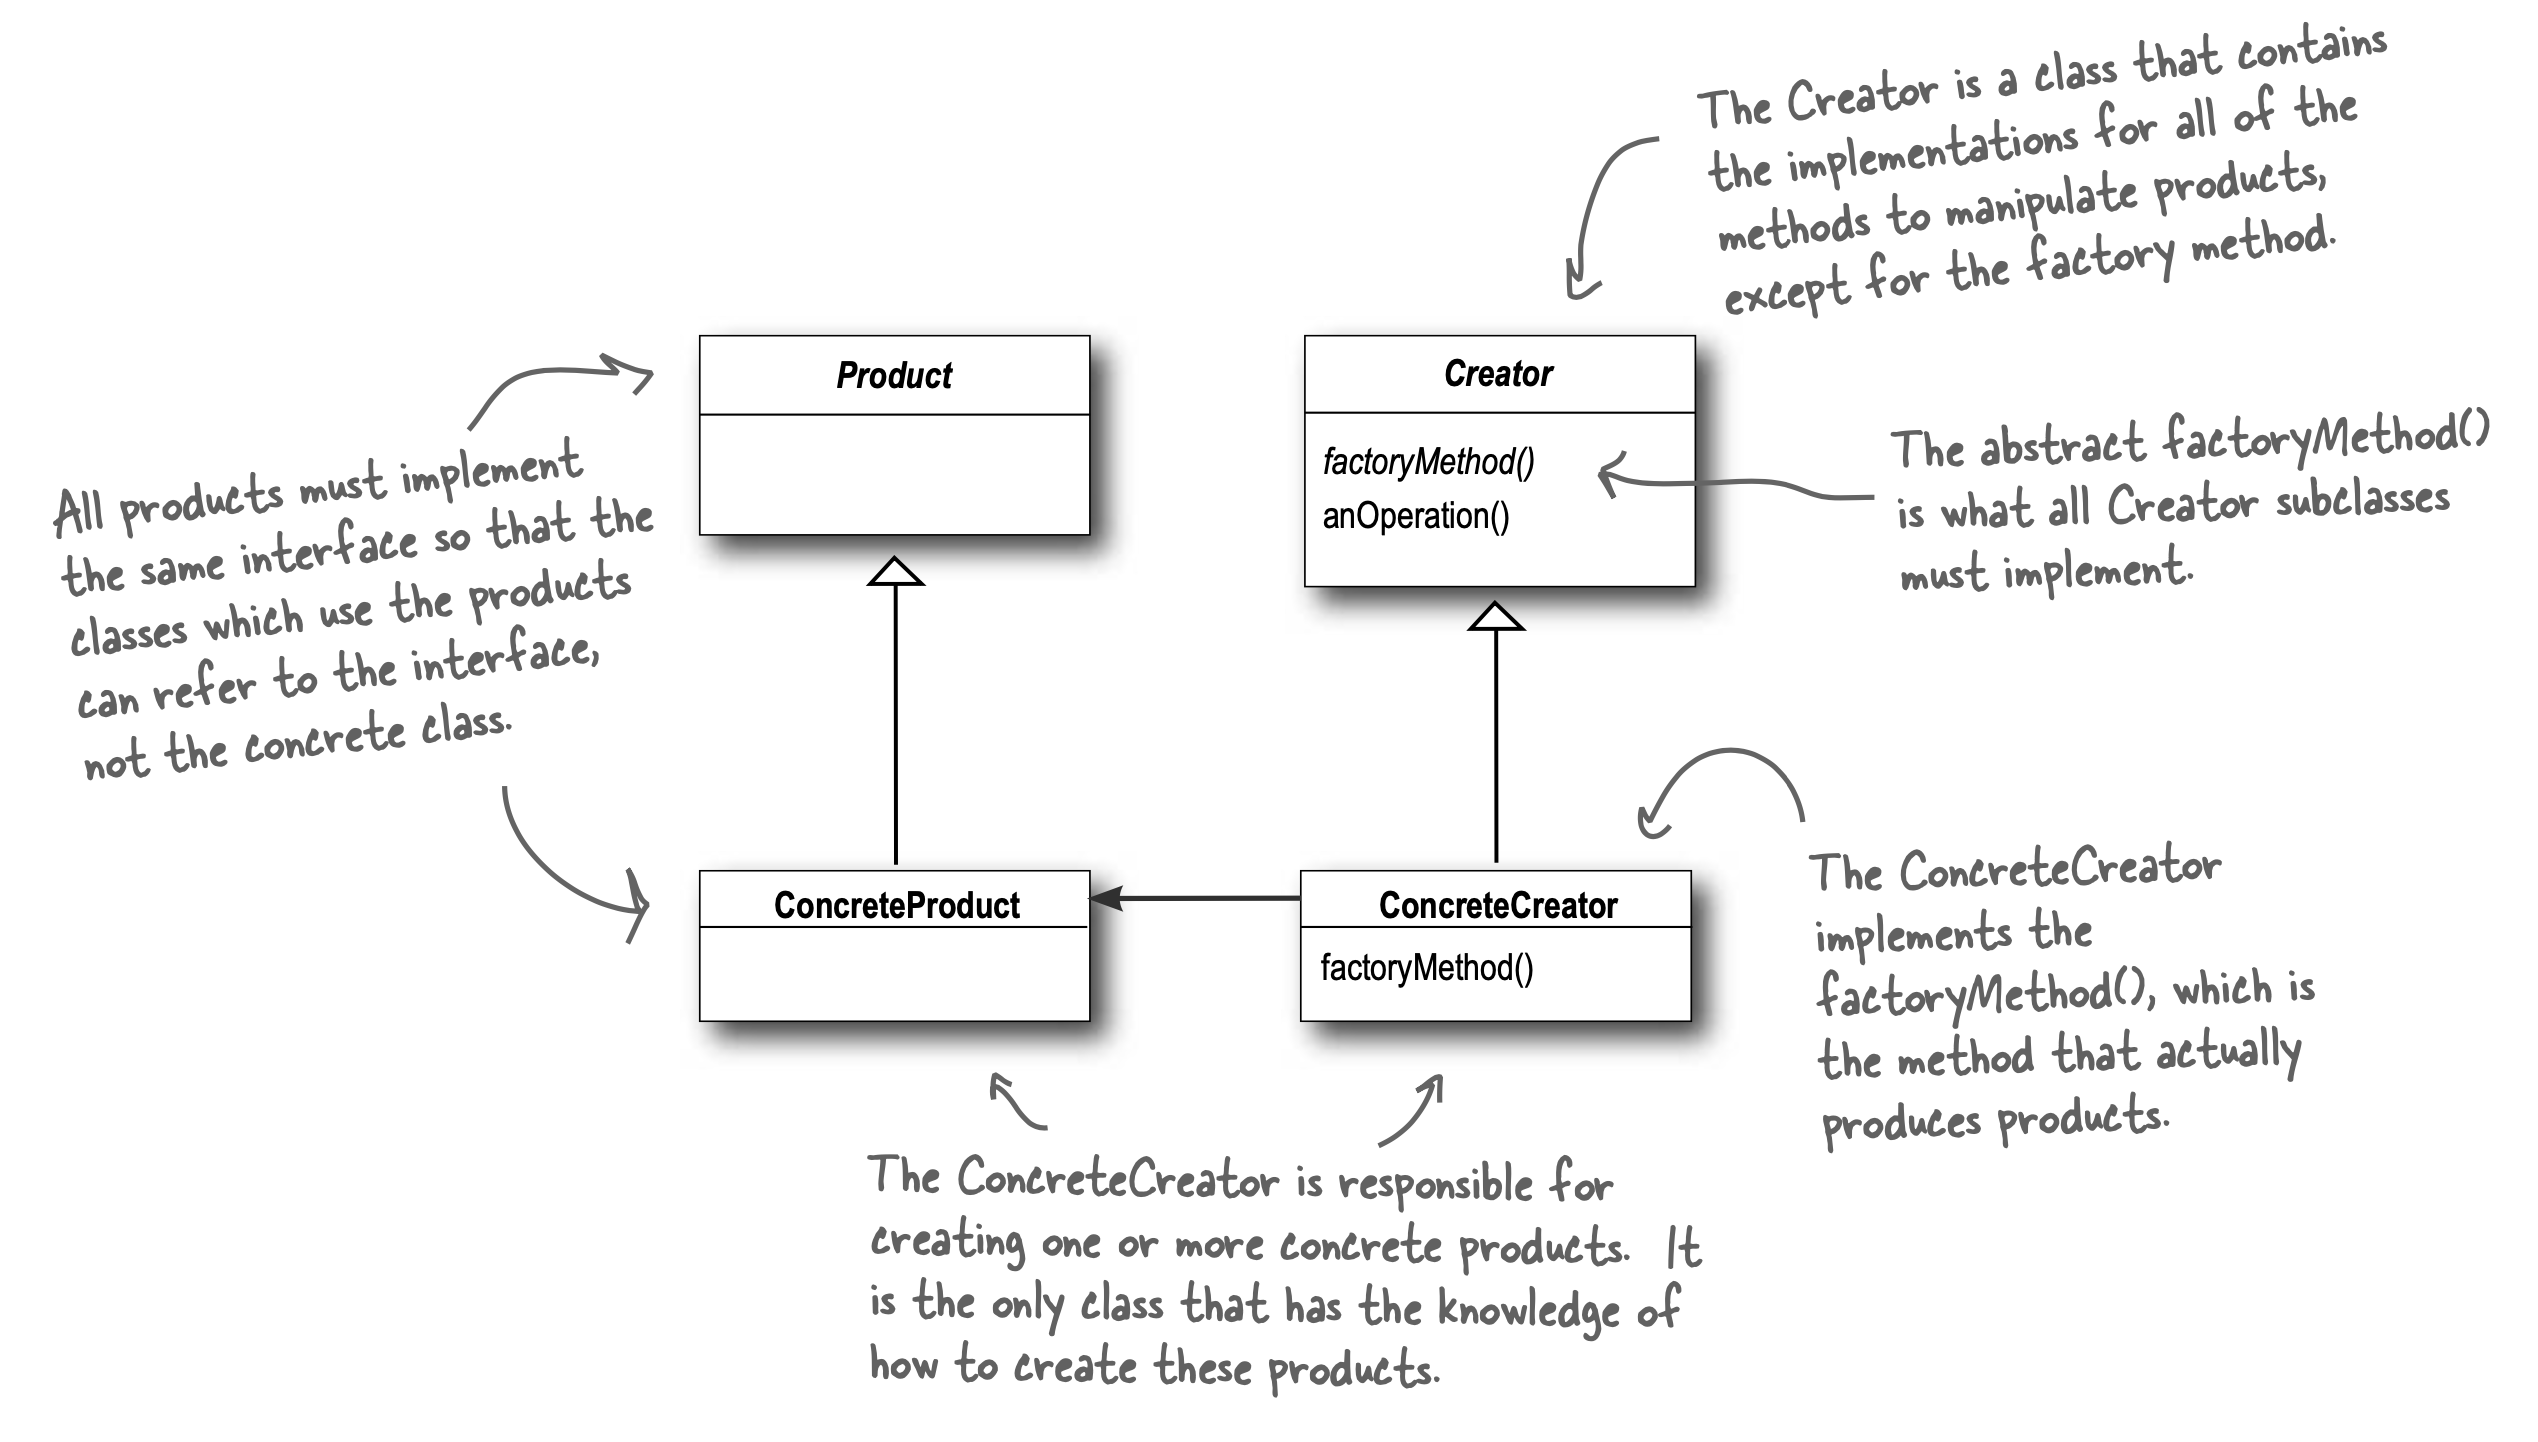 The Creator is a class that contains
the implementations for all of the
methods to manipulate products,
except for the factory method.
Product
Creator
factoryMethod()
anOperation()
The abstract factoryMethod()
is what all Creator subclasses
must implement.
All products must implement
the same interface so that the
classes which use the products
can refer to the interface,
not the concrete class.
ConcreteProduct
ConcreteCreator
factoryMethod()
The ConcreteCreator
implements the
factoryMethod(), which is
the method that actually
produces products.
The ConcreteCreator is responsible for
creating one or more concrete products. It
is the only class that has the knowledge of
how to create these products.